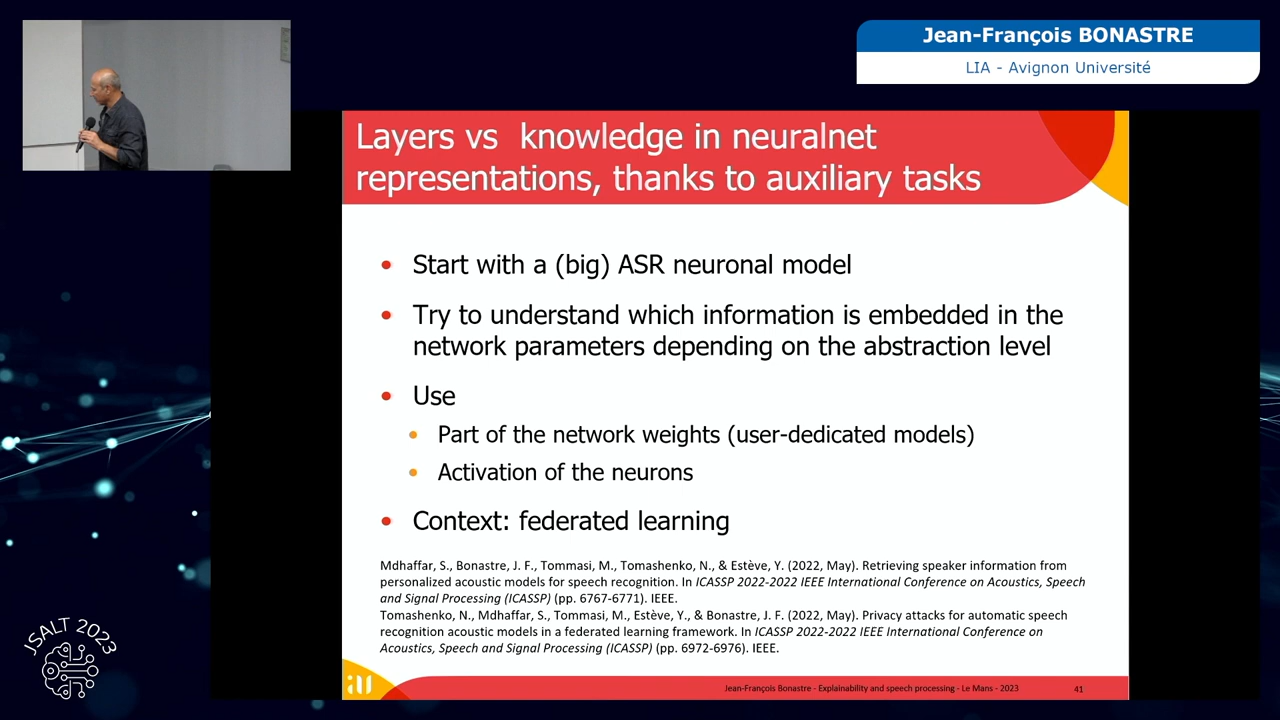 Jean-François BONASTRE
LIA - Avignon Université
Layers vs knowledge in neuralnet
representations, thanks to auxiliary tasks
• Start with a (big) ASR neuronal model
• Try to understand which information is embedded in the
network parameters depending on the abstraction level
• Use
• Part of the network weights (user-dedicated models)
• Activation of the neurons
• Context: federated learning
Mdhaffar, S., Bonastre, J. F., Tommasi, M., Tomashenko, N., & Estève, Y. (2022, May). Retrieving speaker information from
personalized acoustic models for speech recognition. In ICASSP 2022-2022 IEEE International Conference on Acoustics, Speech
and Signal Processing (ICASSP) (pp. 6767-6771). IEEE.
Tomashenko, N., Mdhaffar, S., Tommasi, M., Estève, Y., & Bonastre, J. F. (2022, May). Privacy attacks for automatic speech
recognition acoustic models in a federated learning framework. In ICASSP 2022-2022 IEEE International Conference on
Acoustics, Speech and Signal Processing (ICASSP) (pp. 6972-6976). IEEE.
Jean-François Bonastre - Explainability and speech processing - Le Mans - 2023
41
JSALT 2023